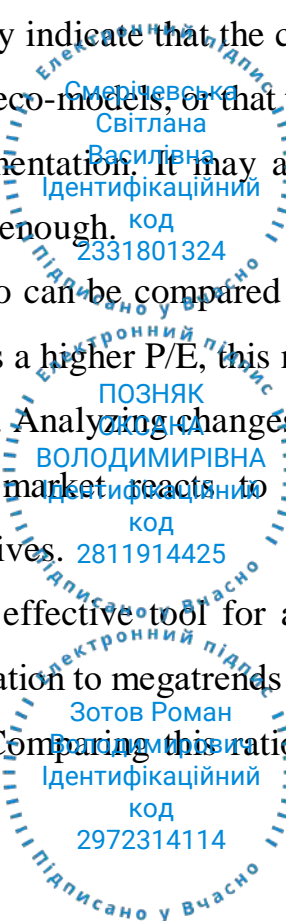 y indicate that the c
Електронний підпис
eco-models, or that
Смерічевська
Світлана
Василівна
mentation. It may a
Ідентифікаційний
код
enough.
2331801324
Підписано у Вчасно
o can be compared
Електронний підпис
s a higher P/E, this
ПОЗНЯК
Analyzing changes
ОКСАНА
ВОЛОДИМИРІВНА
market reacts to
Ідентифікаційний
код
ives.
2811914425
Підписано у Вчасно
effective tool for a
Електронний підпис
ation to megatrends
Зотов Роман
Володимирович
Comparing this ratio
Ідентифікаційний
код
2972314114
Підписано у Вчасно